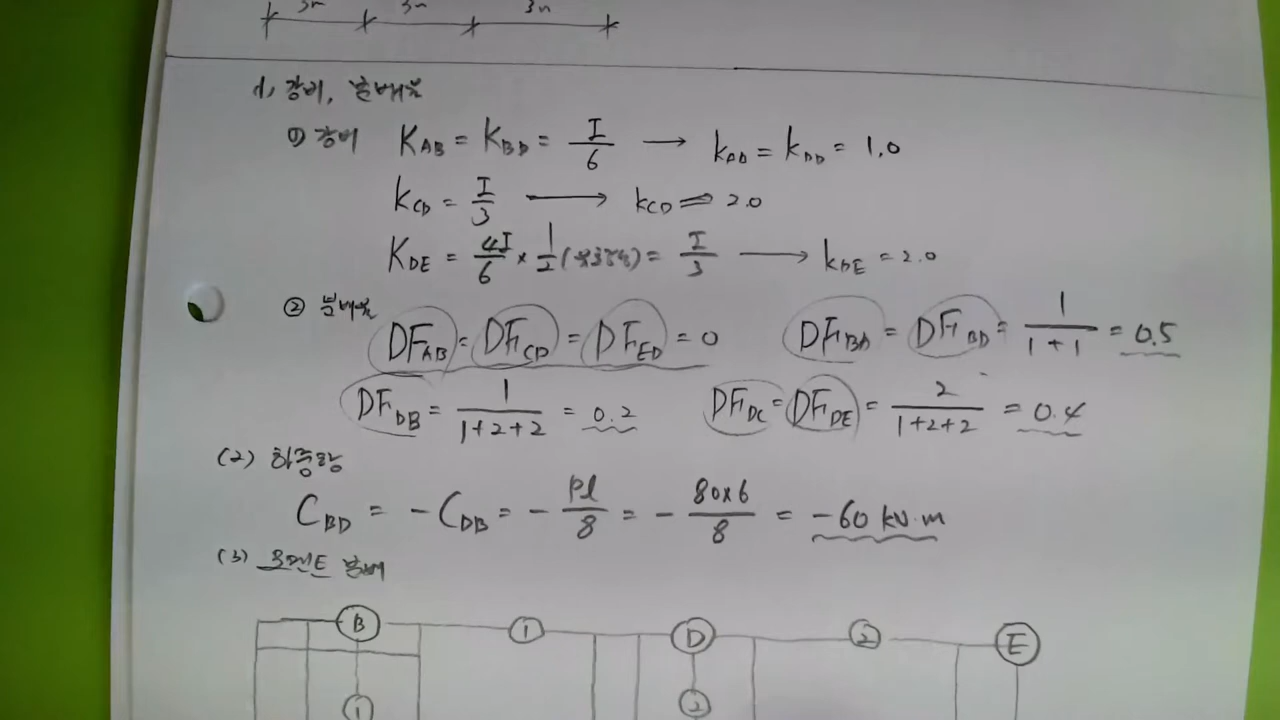 3m 3m 3m
1) 강비, 분배율
① 강비 K_AB = K_BD = I/6 → k_AB = k_BD = 1.0
K_CD = I/3 → k_CD = 2.0
K_DE = 4I/6 × 1/2 ( ) = I/3 → k_DE = 2.0
② 분배율
DF_AB = DF_CD = DF_ED = 0 DF_BA = DF_BD = 1/(1+1) = 0.5
DF_DB = 1/(1+2+2) = 0.2 DF_DC = DF_DE = 2/(1+2+2) = 0.4
(2) 하중항
C_BD = -C_DB = - Pl/8 = - 80×6/8 = -60 kN·m
(3) 모멘트 분배
B 1 D 2 E
1 2